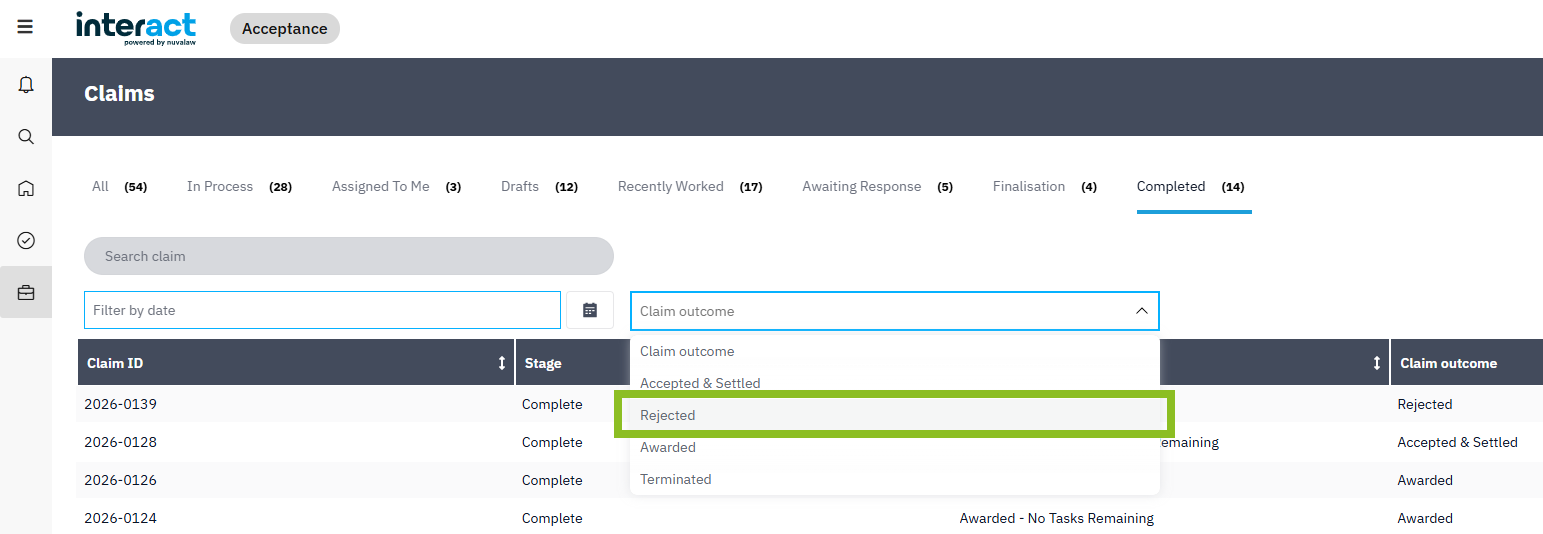 interact
powered by nuvalaw
Acceptance
Claims
All (54) In Process (28) Assigned To Me (3) Drafts (12) Recently Worked (17) Awaiting Response (5) Finalisation (4) Completed (14)
Search claim
Filter by date
Claim outcome
Claim outcome
Accepted & Settled
Rejected
Awarded
Terminated
Claim ID Stage Claim outcome
2026-0139 Complete Rejected
2026-0128 Complete Remaining Accepted & Settled
2026-0126 Complete Awarded
2026-0124 Complete Awarded - No Tasks Remaining Awarded